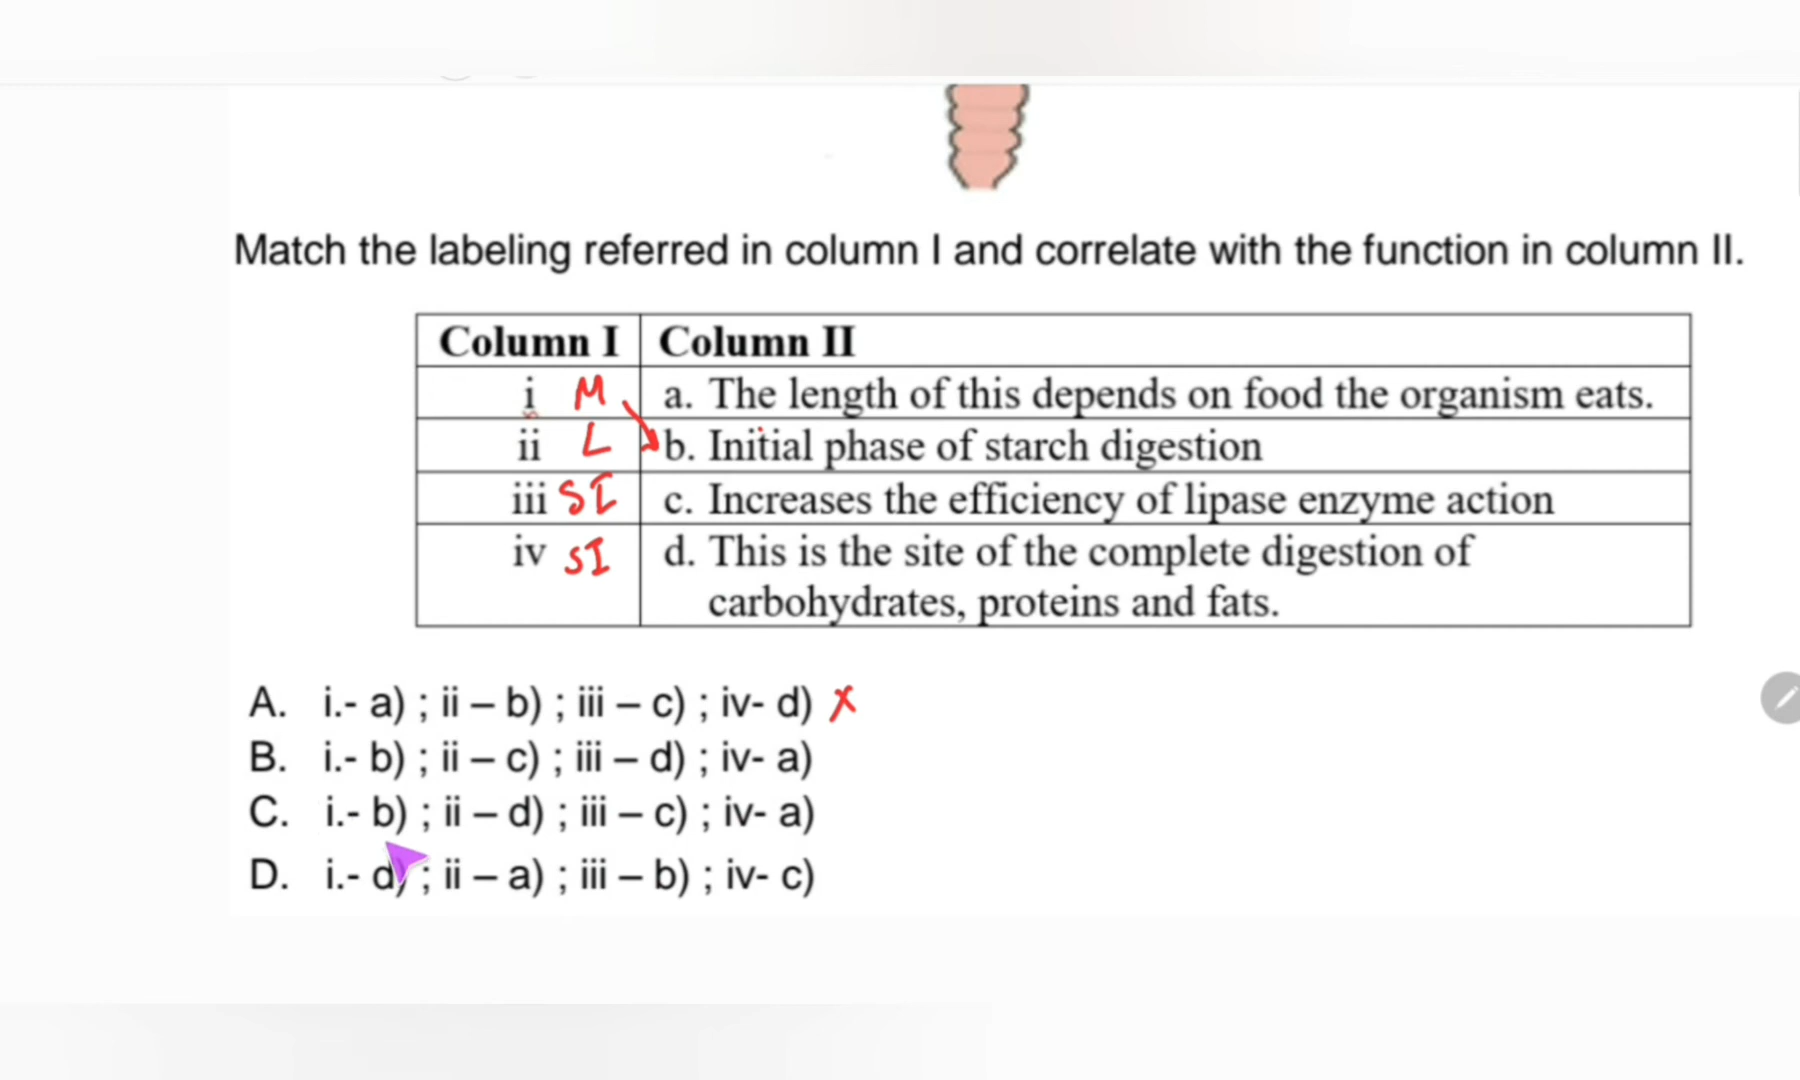 Match the labeling referred in column I and correlate with the function in column II.
Column I Column II
i M a. The length of this depends on food the organism eats.
ii L b. Initial phase of starch digestion
iii SI c. Increases the efficiency of lipase enzyme action
iv SI d. This is the site of the complete digestion of
carbohydrates, proteins and fats.
A. i.- a) ; ii – b) ; iii – c) ; iv- d) X
B. i.- b) ; ii – c) ; iii – d) ; iv- a)
C. i.- b) ; ii – d) ; iii – c) ; iv- a)
D. i.- d) ; ii – a) ; iii – b) ; iv- c)